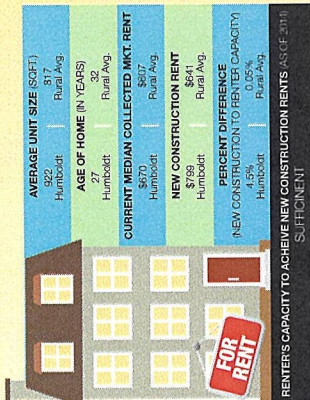 AVERAGE UNIT SIZE (SQFT.)
922 817
Humboldt Rural Avg.
AGE OF HOME (IN YEARS)
27 32
Humboldt Rural Avg.
CURRENT MEDIAN COLLECTED MKT. RENT
$670 $607
Humboldt Rural Avg.
NEW CONSTRUCTION RENT
$799 $641
Humboldt Rural Avg.
PERCENT DIFFERENCE
(NEW CONSTRUCTION TO RENTER CAPACITY)
4.5% 0.05%
Humboldt Rural Avg.
FOR
RENT
RENTER'S CAPACITY TO ACHEIVE NEW CONSTRUCTION RENTS (AS OF 2011)
SUFFICINENT